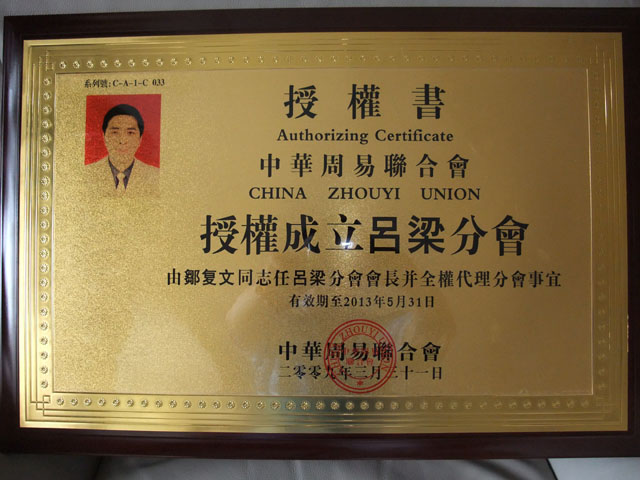 系列號: C-A-1-C 033
授權書
Authorizing Certificate
中華周易聯合會
CHINA ZHOUYI UNION
授權成立呂梁分會
由鄒复文同志任呂梁分會會長并全權代理分會事宜
有效期至2013年5月31日
中華周易聯合會
二零零九年三月三十一日
ZHOUYI